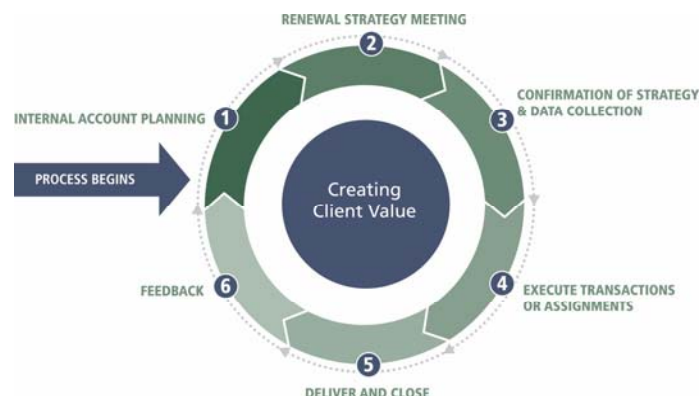 RENEWAL STRATEGY MEETING
2
INTERNAL ACCOUNT PLANNING
1
CONFIRMATION OF STRATEGY
& DATA COLLECTION
3
PROCESS BEGINS
Creating
Client Value
FEEDBACK
6
4
EXECUTE TRANSACTIONS
OR ASSIGNMENTS
5
DELIVER AND CLOSE